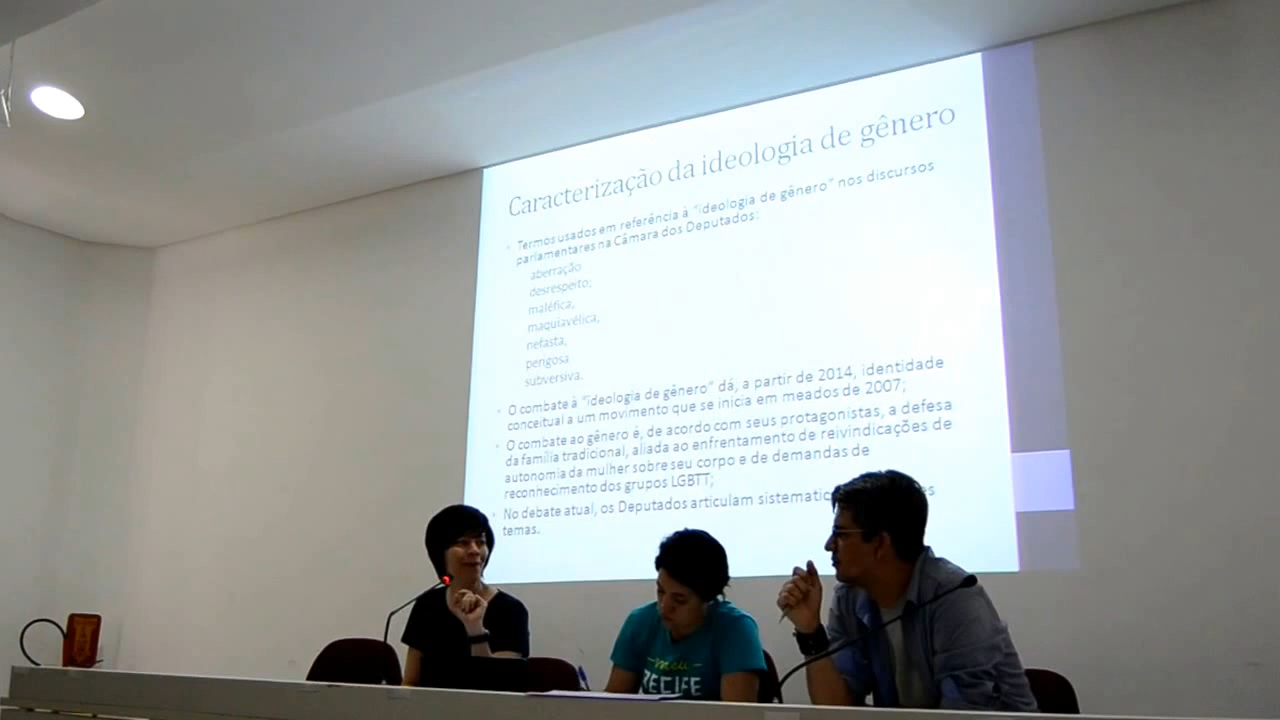 Caracterização da ideologia de gênero
Termos usados em referência à "ideologia de gênero" nos discursos
parlamentares na Câmara dos Deputados:
aberração
desrespeito;
maléfica,
maquiavélica,
nefasta,
perigosa
subversiva.
O combate à "ideologia de gênero" dá, a partir de 2014, identidade
conceitual a um movimento que se inicia em meados de 2007;
O combate ao gênero é, de acordo com seus protagonistas, a defesa
da família tradicional, aliada ao enfrentamento de reivindicações de
autonomia da mulher sobre seu corpo e de demandas de
reconhecimento dos grupos LGBTT;
No debate atual, os Deputados articulam
temas.
meu
RECIFE